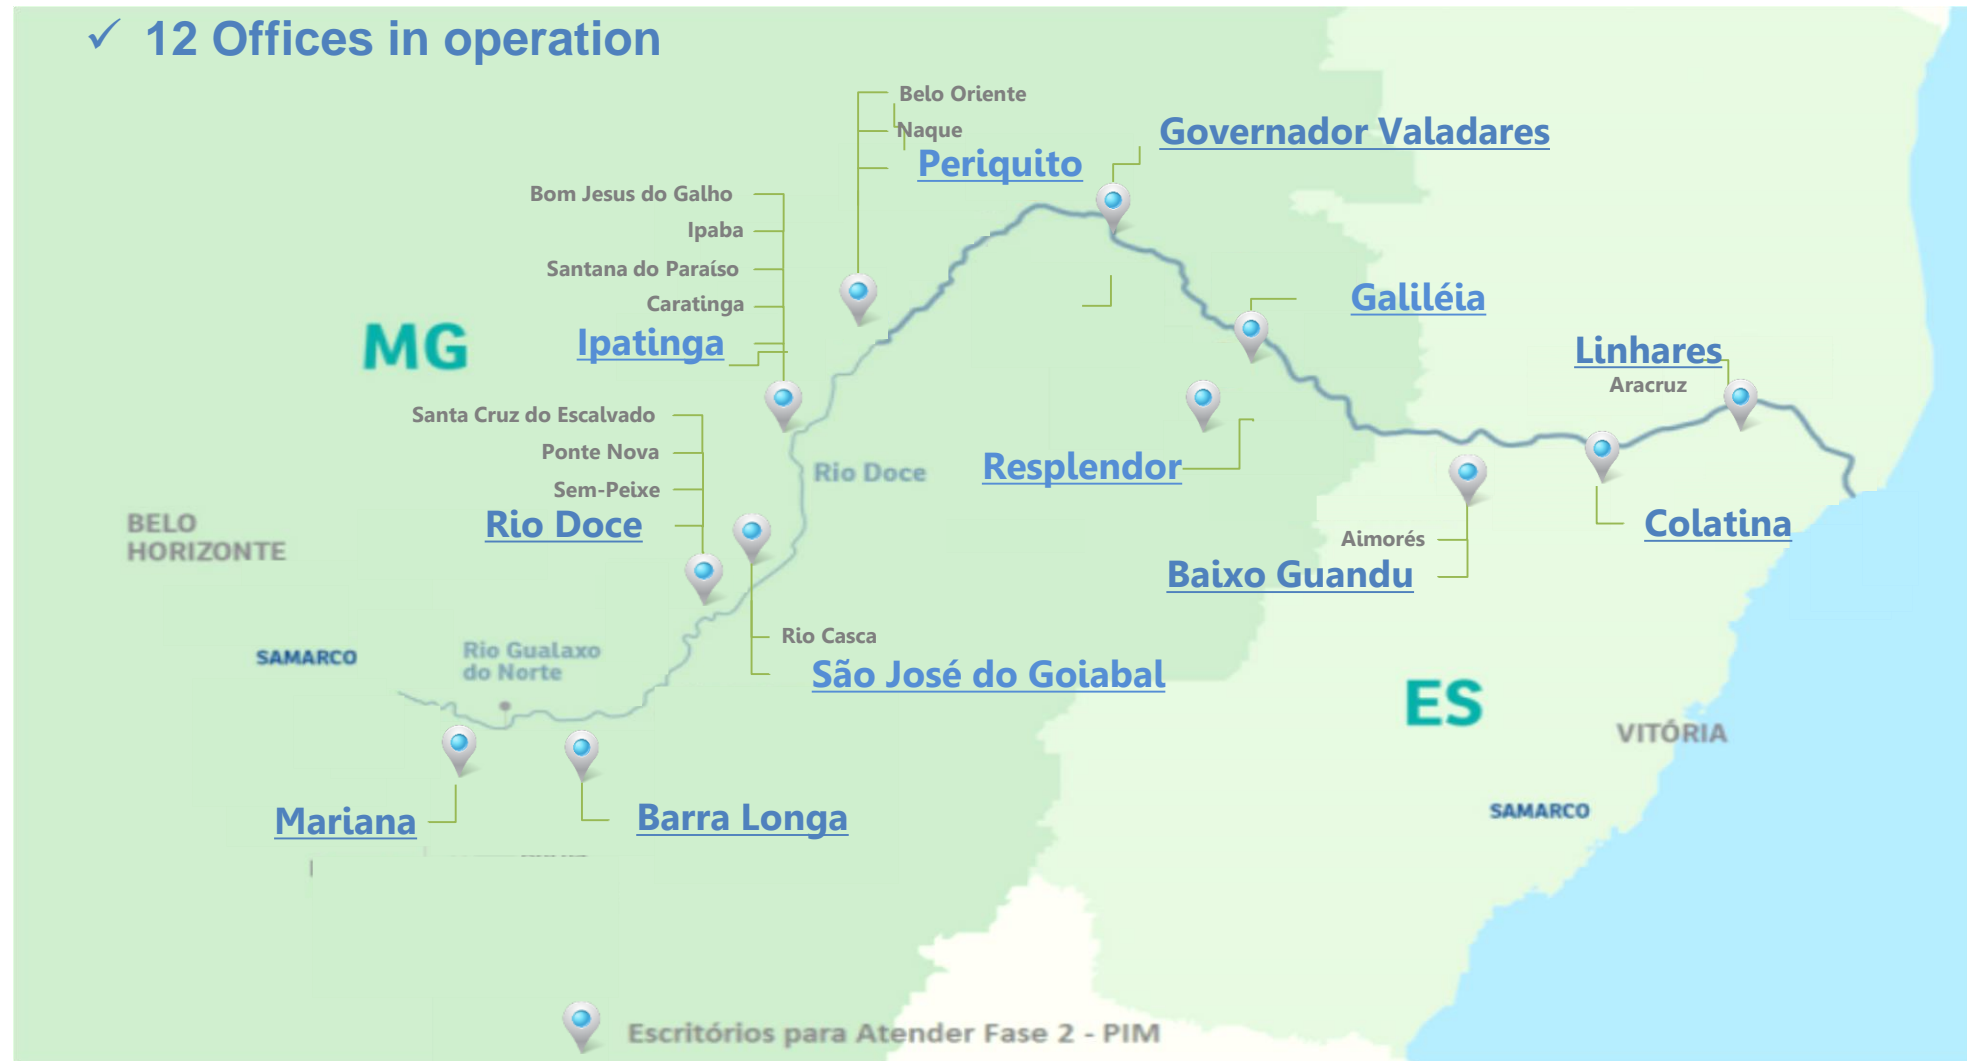 ✓ 12 Offices in operation
Belo Oriente
Naque
Periquito
Governador Valadares
Bom Jesus do Galho
Ipaba
Santana do Paraíso
Caratinga
Ipatinga
MG
Galiléia
Linhares
Aracruz
Santa Cruz do Escalvado
Ponte Nova
Sem-Peixe
Rio Doce
Rio Doce
Resplendor
BELO
HORIZONTE
Colatina
Aimorés
Baixo Guandu
SAMARCO
Rio Gualaxo
do Norte
Rio Casca
São José do Goiabal
ES
VITÓRIA
Mariana
Barra Longa
SAMARCO
Escritórios para Atender Fase 2 - PIM